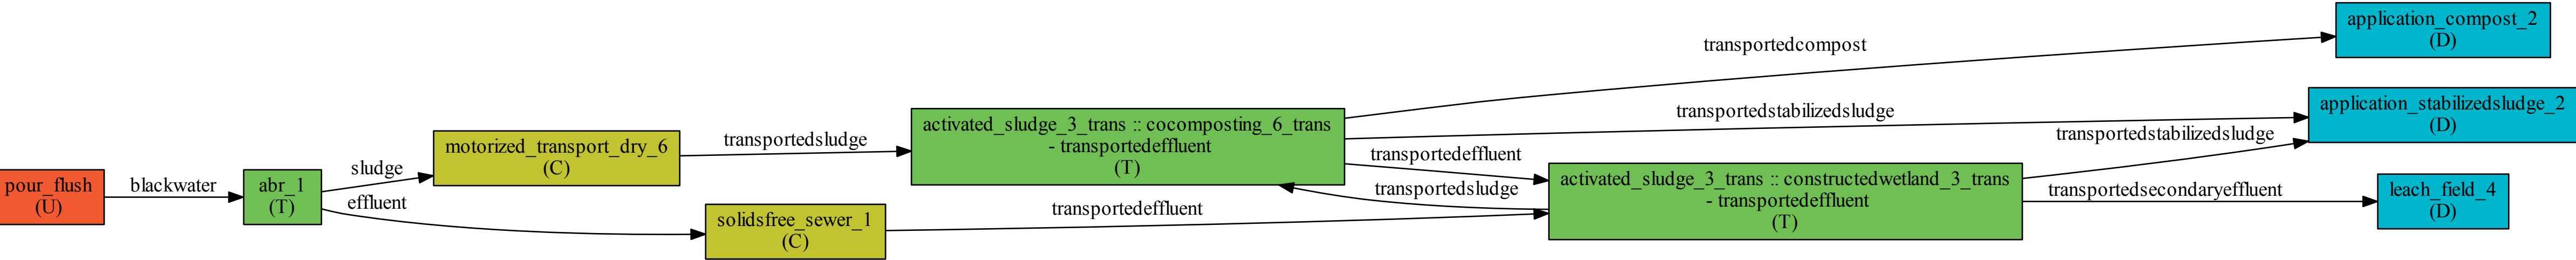 pour_flush
(U)
blackwater
abr_1
(T)
sludge
effluent
motorized_transport_dry_6
(C)
solidsfree_sewer_1
(C)
transportedsludge
transportedeffluent
activated_sludge_3_trans :: cocomposting_6_trans
- transportedeffluent
(T)
transportedeffluent
transportedsludge
activated_sludge_3_trans :: constructedwetland_3_trans
- transportedeffluent
(T)
transportedcompost
transportedstabilizedsludge
transportedstabilizedsludge
transportedsecondaryeffluent
application_compost_2
(D)
application_stabilizedsludge_2
(D)
leach_field_4
(D)